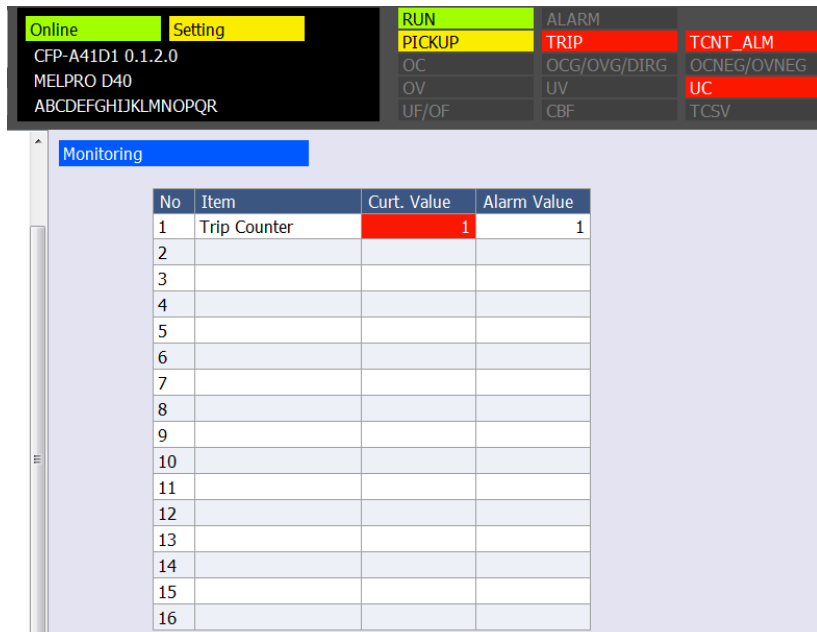 Online Setting
CFP-A41D1 0.1.2.0
MELPRO D40
ABCDEFGHIJKLMNOPQR
RUN ALARM
PICKUP TRIP TCNT_ALM
OC OCG/OVG/DIRG OCNEG/OVNEG
OV UV UC
UF/OF CBF TCSV
Monitoring
No Item Curt. Value Alarm Value
1 Trip Counter 1 1
2
3
4
5
6
7
8
9
10
11
12
13
14
15
16